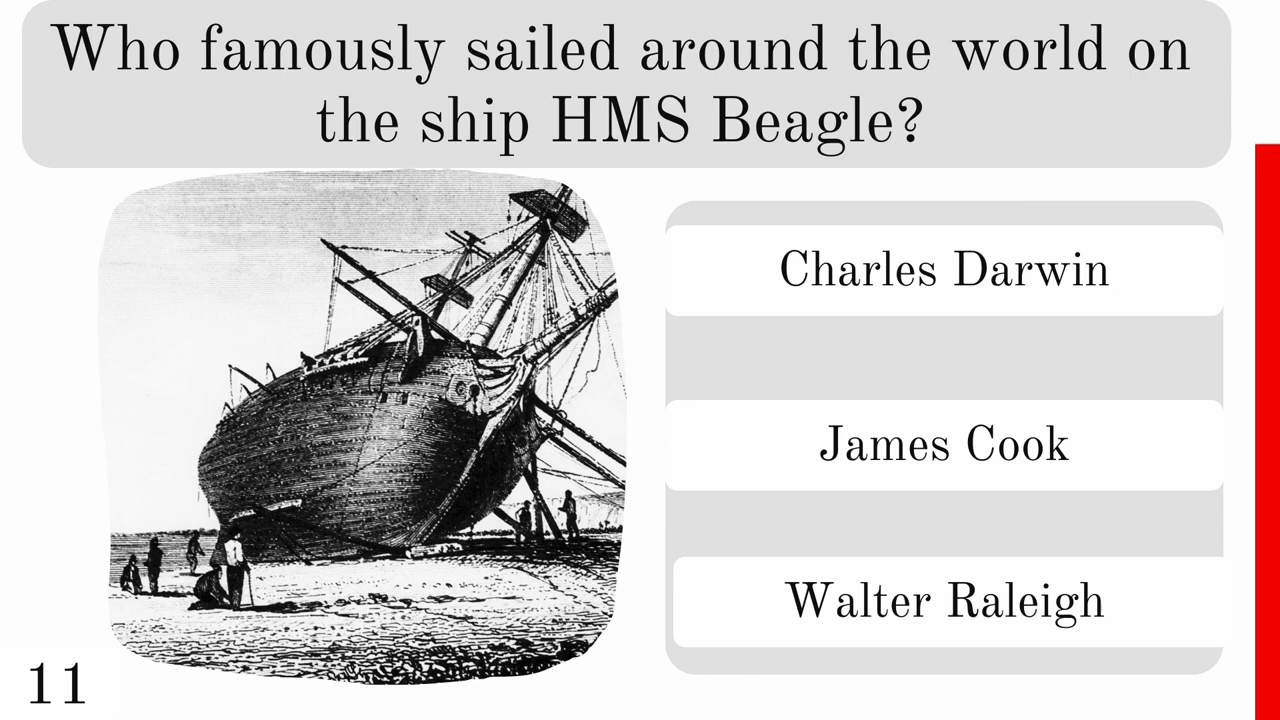 Who famously sailed around the world on
the ship HMS Beagle?
Charles Darwin
James Cook
Walter Raleigh
11